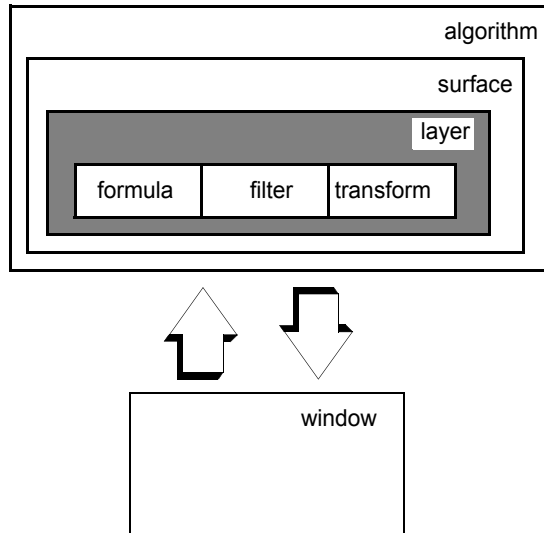 algorithm
surface
layer
formula filter transform
window